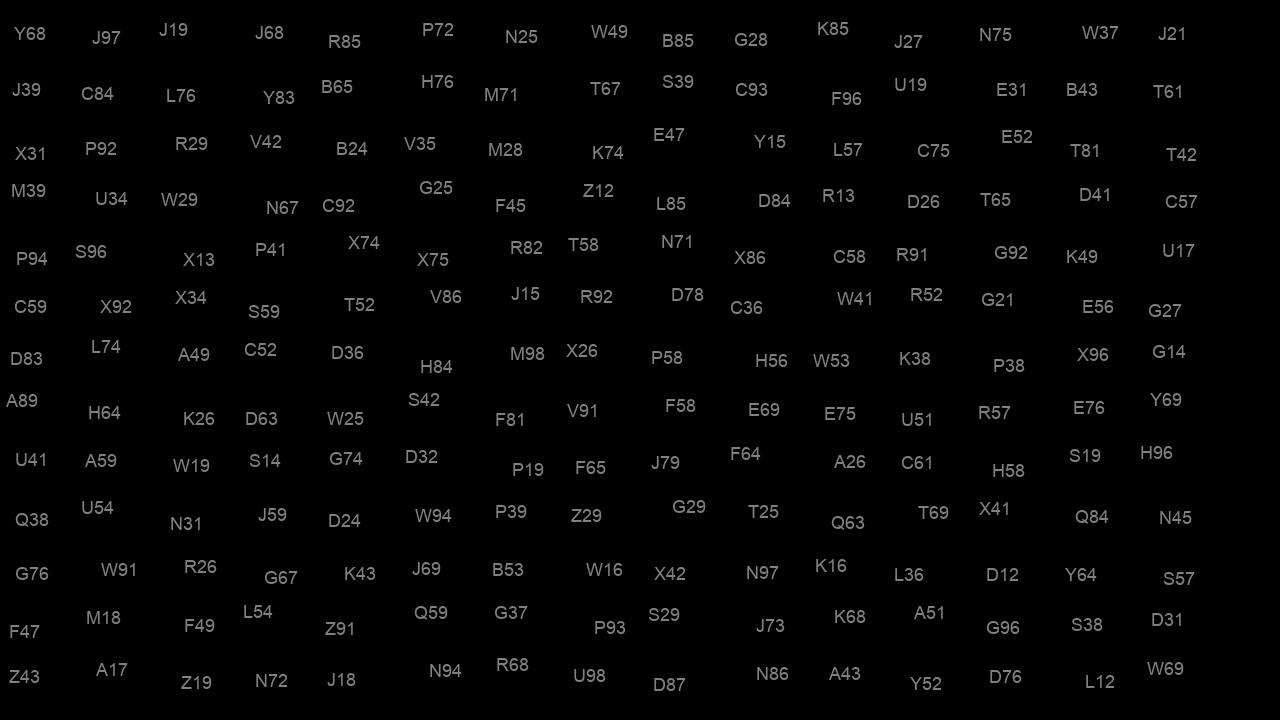 Y68 J97 J19 J68 R85 P72 N25 W49 B85 G28 K85 J27 N75 W37 J21
J39 C84 L76 Y83 B65 H76 M71 T67 S39 C93 F96 U19 E31 B43 T61
X31 P92 R29 V42 B24 V35 M28 K74 E47 Y15 L57 C75 E52 T81 T42
M39 U34 W29 N67 C92 G25 F45 Z12 L85 D84 R13 D26 T65 D41 C57
P94 S96 X13 P41 X74 X75 R82 T58 N71 X86 C58 R91 G92 K49 U17
C59 X92 X34 S59 T52 V86 J15 R92 D78 C36 W41 R52 G21 E56 G27
D83 L74 A49 C52 D36 H84 M98 X26 P58 H56 W53 K38 P38 X96 G14
A89 H64 K26 D63 W25 S42 F81 V91 F58 E69 E75 U51 R57 E76 Y69
U41 A59 W19 S14 G74 D32 P19 F65 J79 F64 A26 C61 H58 S19 H96
Q38 U54 N31 J59 D24 W94 P39 Z29 G29 T25 Q63 T69 X41 Q84 N45
G76 W91 R26 G67 K43 J69 B53 W16 X42 N97 K16 L36 D12 Y64 S57
F47 M18 F49 L54 Z91 Q59 G37 P93 S29 J73 K68 A51 G96 S38 D31
Z43 A17 Z19 N72 J18 N94 R68 U98 D87 N86 A43 Y52 D76 L12 W69